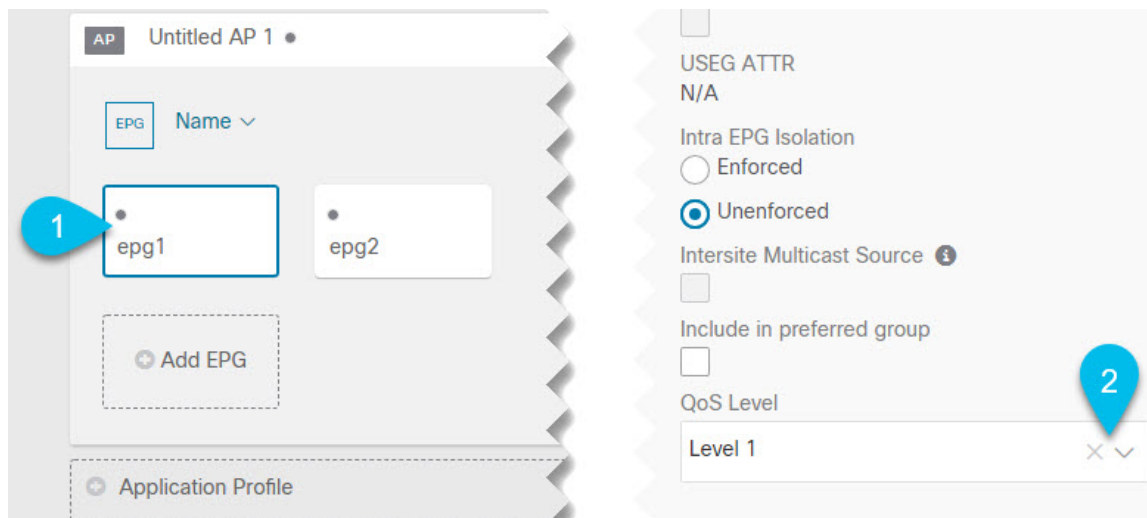 AP Untitled AP 1
EPG Name
1
epg1
epg2
Add EPG
Application Profile
USEG ATTR
N/A
Intra EPG Isolation
Enforced
Unenforced
Intersite Multicast Source
Include in preferred group
2
QoS Level
Level 1